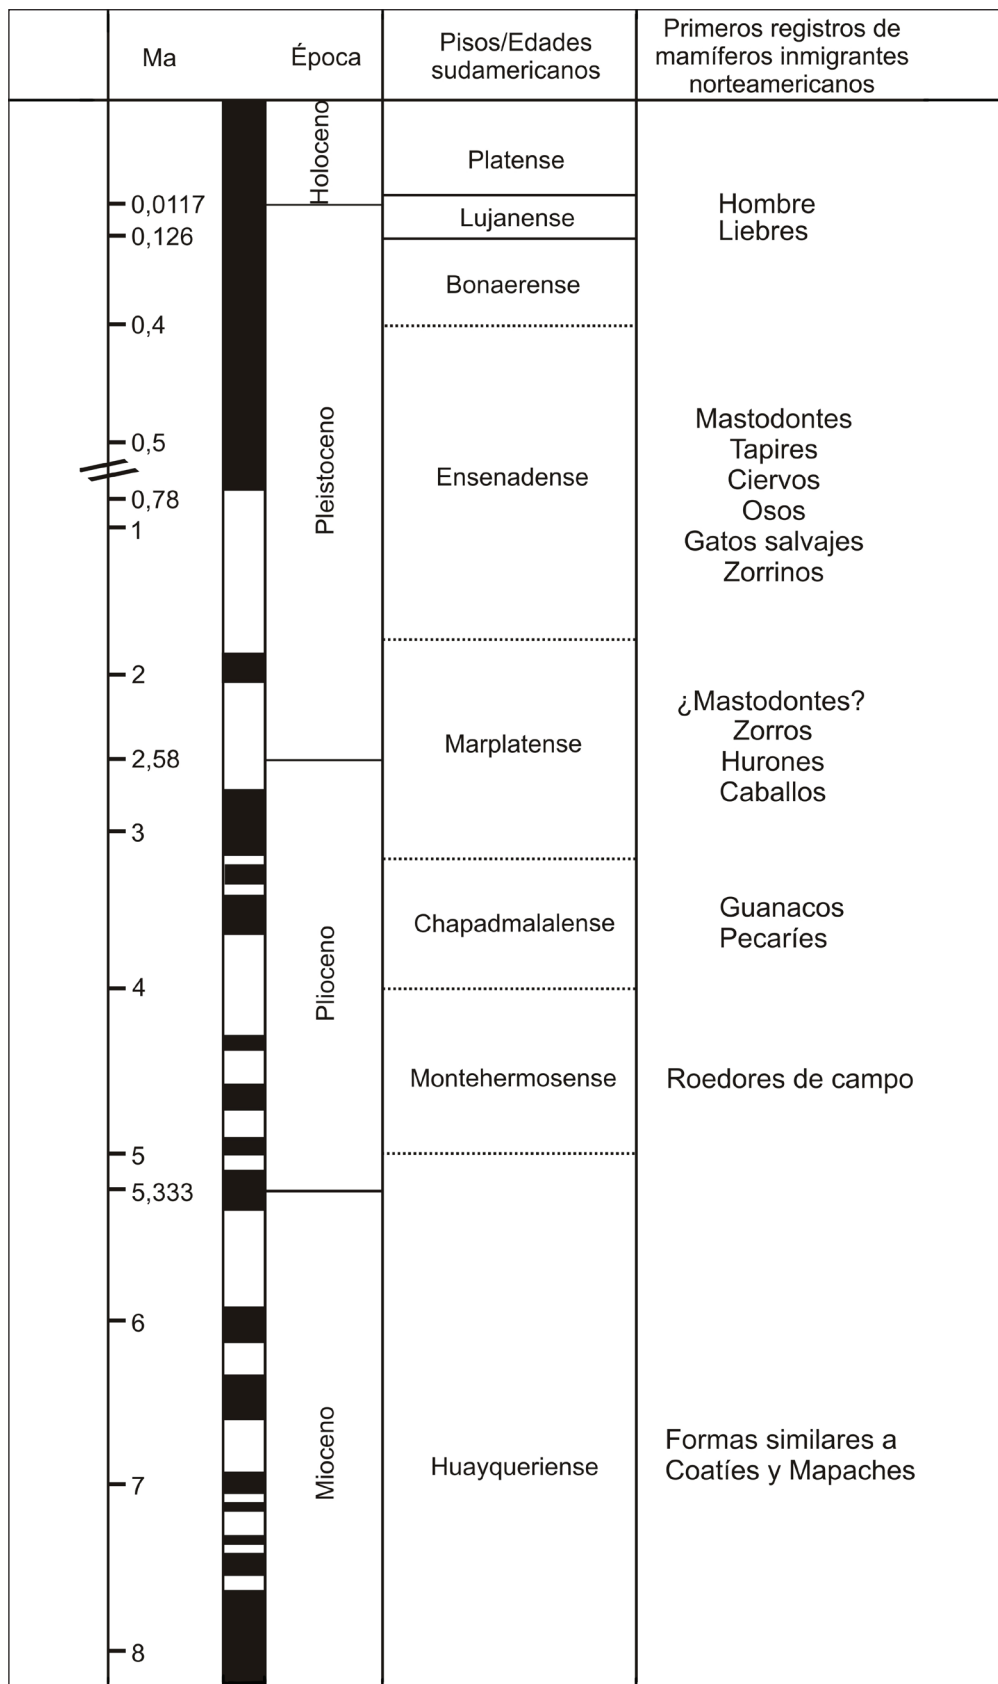 Ma
Época
Pisos/Edades
sudamericanos
Primeros registros de
mamíferos inmigrantes
norteamericanos
Holoceno
Platense
0,0117
Hombre
Lujanense
Liebres
0,126
Bonaerense
0,4
Pleistoceno
Mastodontes
0,5
Tapires
Ensenadense
Ciervos
0,78
Osos
1
Gatos salvajes
Zorrinos
2
¿Mastodontes?
Zorros
Marplatense
2,58
Hurones
Caballos
3
Plioceno
Guanacos
Chapadmalalense
Pecaríes
4
Montehermosense
Roedores de campo
5
5,333
6
Mioceno
Formas similares a
Huayqueriense
Coatíes y Mapaches
7
8